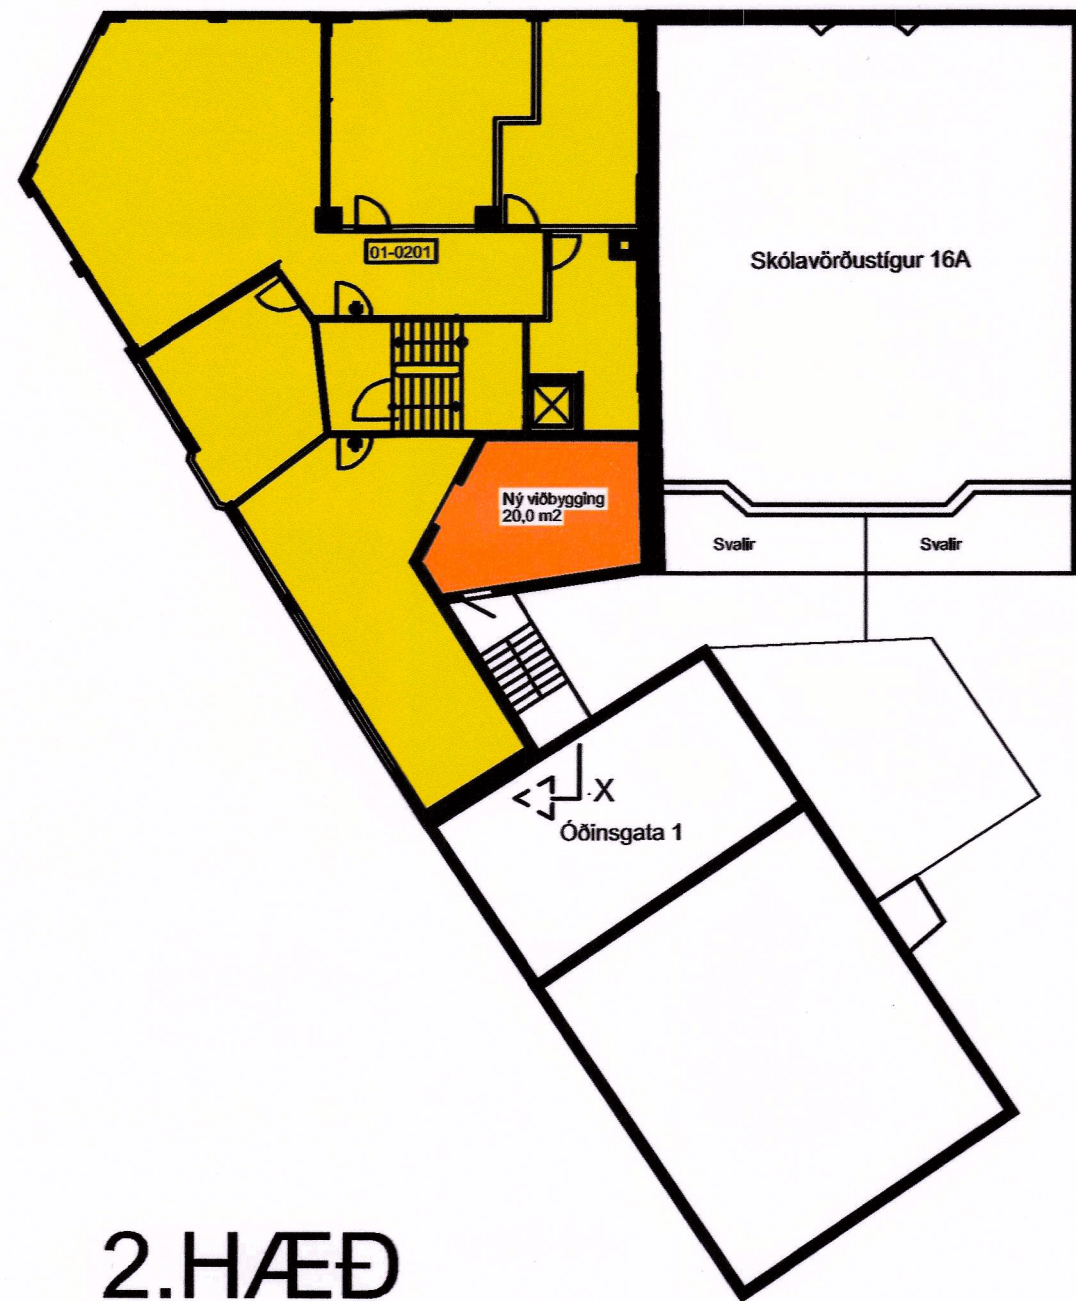 01-0201
Skólavörðustígur 16A
Ný viðbygging
20,0 m2
Svalir
Svalir
X
Óðinsgata 1
2.HÆÐ